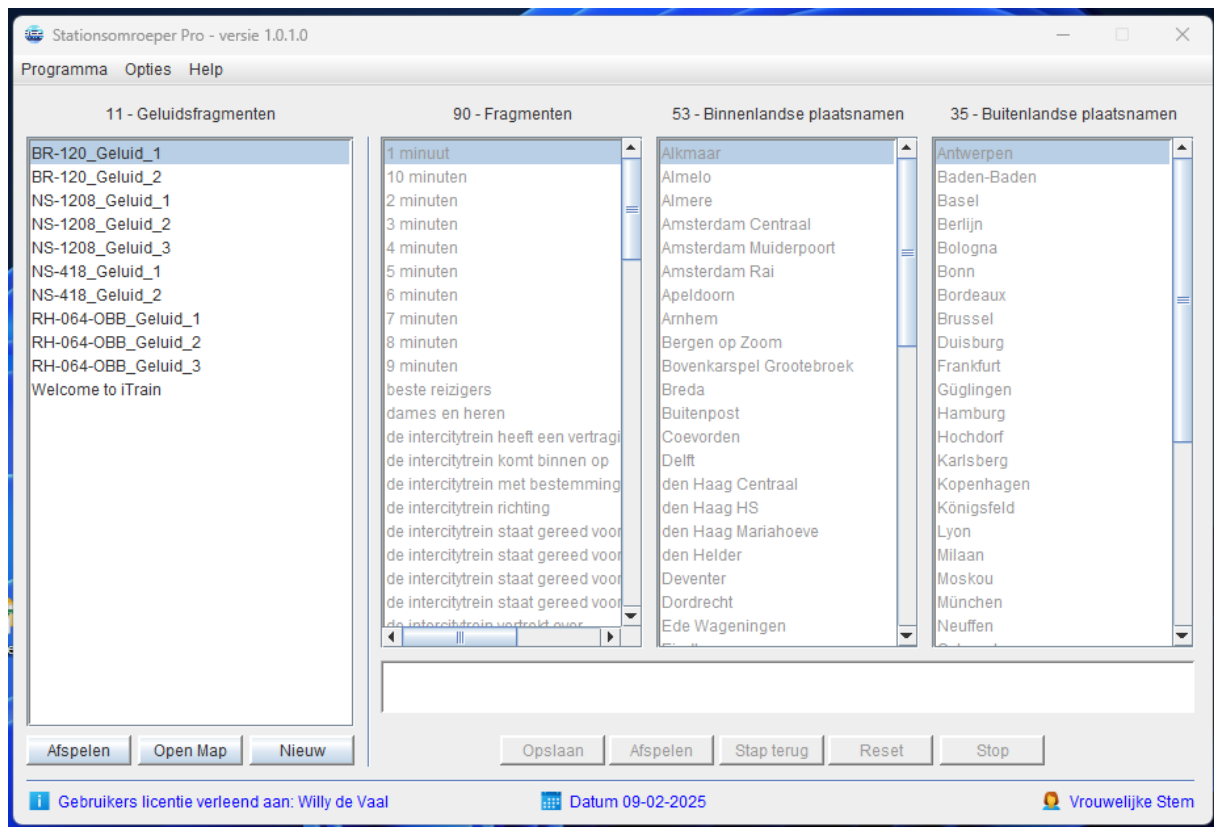 Stationsomroeper Pro - versie 1.0.1.0
Programma Opties Help
11 - Geluidsfragmenten
BR-120_Geluid_1
BR-120_Geluid_2
NS-1208_Geluid_1
NS-1208_Geluid_2
NS-1208_Geluid_3
NS-418_Geluid_1
NS-418_Geluid_2
RH-064-OBB_Geluid_1
RH-064-OBB_Geluid_2
RH-064-OBB_Geluid_3
Welcome to iTrain
Afspelen Open Map Nieuw
90 - Fragmenten
1 minuut
10 minuten
2 minuten
3 minuten
4 minuten
5 minuten
6 minuten
7 minuten
8 minuten
9 minuten
beste reizigers
dames en heren
de intercitytrein heeft een vertragi
de intercitytrein komt binnen op
de intercitytrein met bestemming
de intercitytrein richting
de intercitytrein staat gereed voor
de intercitytrein staat gereed voor
de intercitytrein staat gereed voor
de intercitytrein staat gereed voor
de intercitytrein vertrekt over
53 - Binnenlandse plaatsnamen
Alkmaar
Almelo
Almere
Amsterdam Centraal
Amsterdam Muiderpoort
Amsterdam Rai
Apeldoorn
Arnhem
Bergen op Zoom
Bovenkarspel Grootebroek
Breda
Buitenpost
Coevorden
Delft
den Haag Centraal
den Haag HS
den Haag Mariahoeve
den Helder
Deventer
Dordrecht
Ede Wageningen
35 - Buitenlandse plaatsnamen
Antwerpen
Baden-Baden
Basel
Berlijn
Bologna
Bonn
Bordeaux
Brussel
Duisburg
Frankfurt
Güglingen
Hamburg
Hochdorf
Karlsberg
Kopenhagen
Königsfeld
Lyon
Milaan
Moskou
München
Neuffen
Opslaan Afspelen Stap terug Reset Stop
Gebruikers licentie verleend aan: Willy de Vaal
Datum 09-02-2025
Vrouwelijke Stem